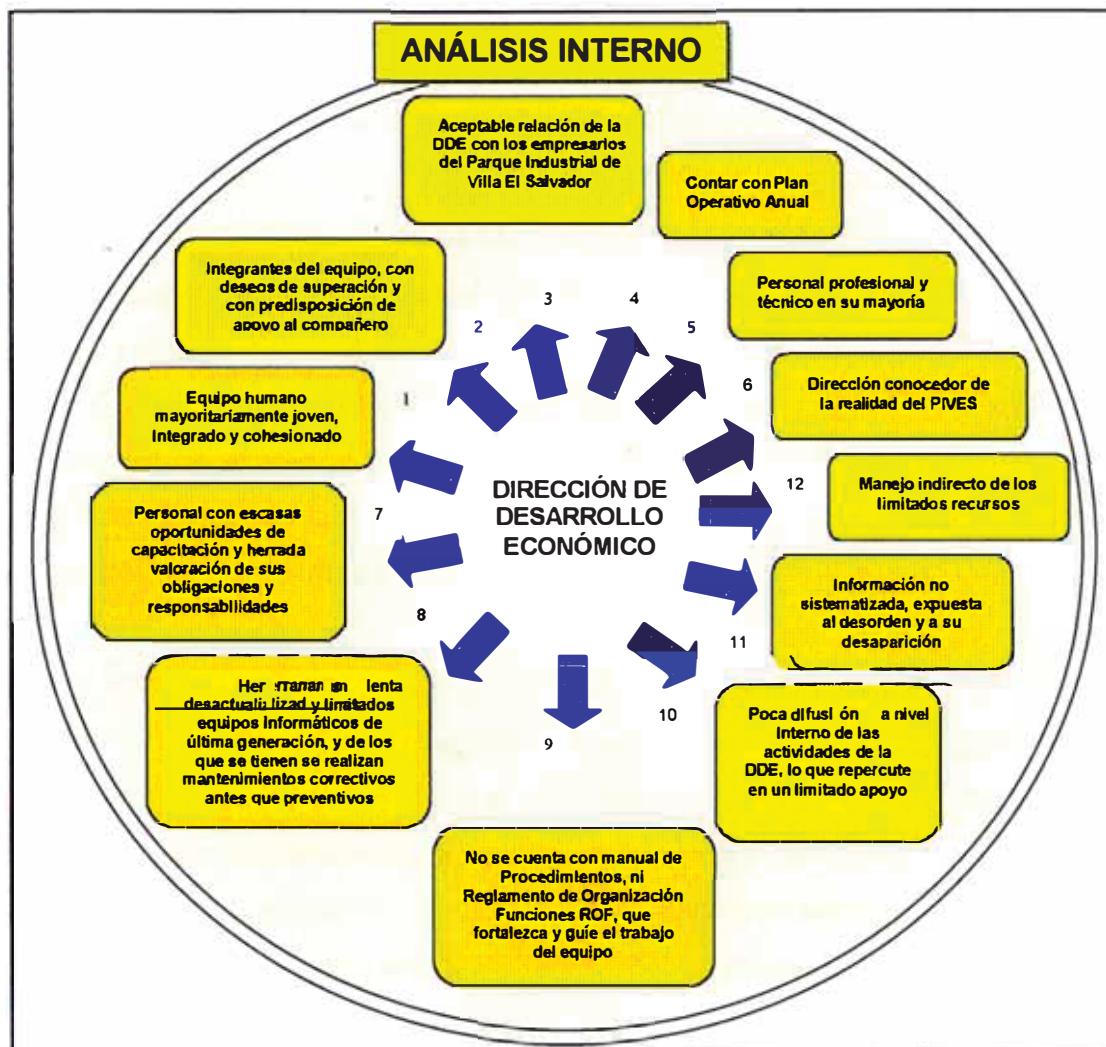 ANÁLISIS INTERNO
Aceptable relación de la
DDE con los empresarios
del Parque Industrial de
Villa El Salvador
Contar con Plan
Operativo Anual
Integrantes del equipo, con
deseos de superación y
con predisposición de
apoyo al compañero
Personal profesional y
técnico en su mayoría
3
4
2
5
Equipo humano
mayoritariamente joven,
Integrado y cohesionado
1
6
Dirección conocedor de
la realidad del PIVES
DIRECCIÓN DE
DESARROLLO
ECONÓMICO
Personal con escasas
oportunidades de
capacitación y herrada
valoración de sus
obligaciones y
responsabilidades
7
12
Manejo indirecto de los
limitados recursos
8
11
Información no
sistematizada, expuesta
al desorden y a su
desaparición
lenta
y limitados
equipos Informáticos de
última generación, y de los
que se tienen se realizan
mantenimientos correctivos
antes que preventivos
9
10
Poca difusión a nivel
Interno de las
actividades de la
DDE, lo que repercute
en un limitado apoyo
No se cuenta con manual de
Procedimientos, ni
Reglamento de Organización
Funciones ROF, que
fortalezca y guíe el trabajo
del equipo